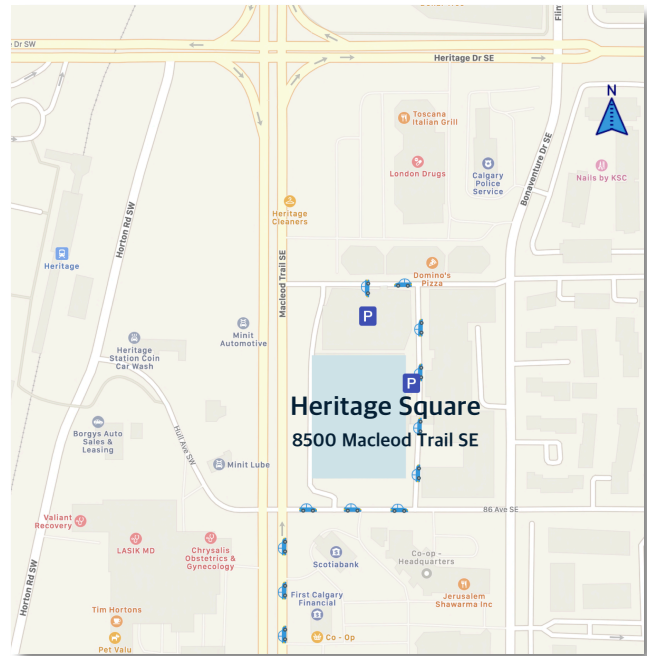 e Dr SW
Heritage Dr SE
Flin
N
Toscana
Italian Grill
London Drugs
Calgary
Police
Service
Bonaventure Dr SE
Nails by KSC
Horton Rd SW
Heritage
Cleaners
Macleod Trail SE
Heritage
Domino's
Pizza
P
Minit
Automotive
Heritage
Station Coin
Car Wash
P
Heritage Square
8500 Macleod Trail SE
Borgys Auto
Sales &
Leasing
Hull Ave SW
Minit Lube
86 Ave SE
Valiant
Recovery
LASIK MD
Chrysalis
Obstetrics &
Gynecology
Scotiabank
Co-op -
Headquarters
Horton Rd SW
First Calgary
Financial
Jerusalem
Shawarma Inc
Tim Hortons
Co - Op
Pet Valu